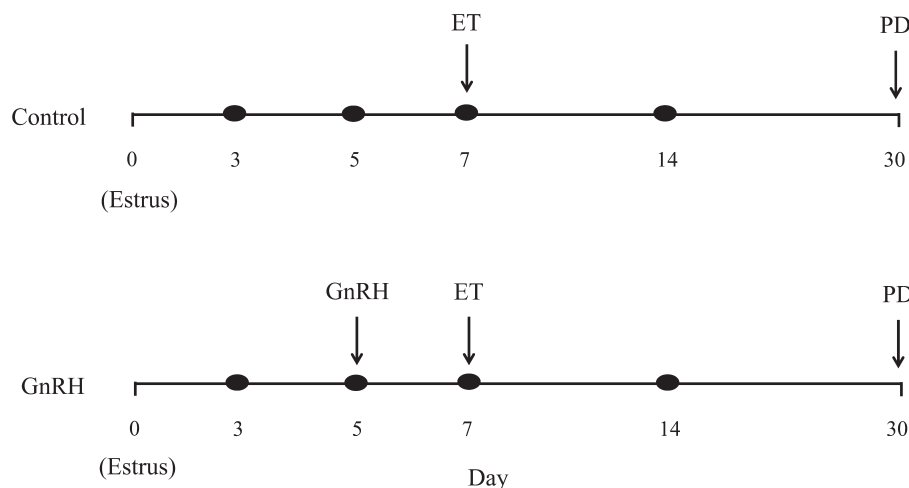 ET PD
Control
0 3 5 7 14 30
(Estrus)
GnRH ET PD
GnRH
0 3 5 7 14 30
(Estrus)
Day